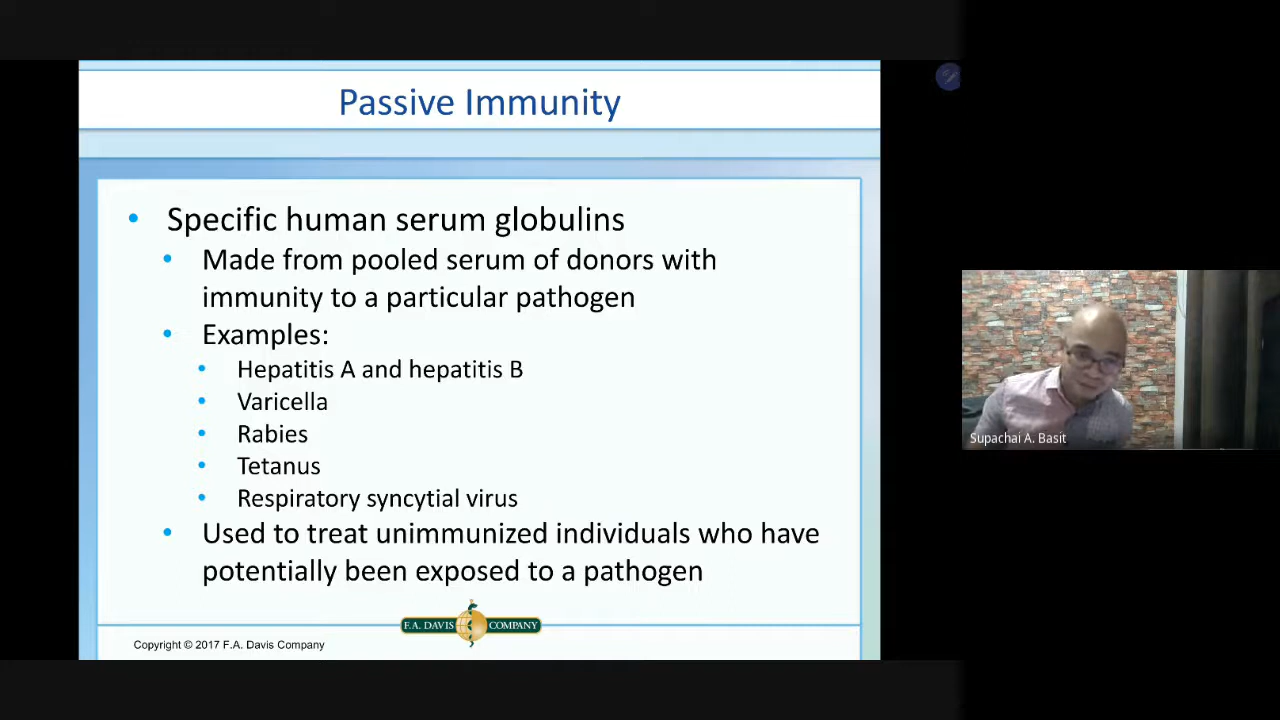 Passive Immunity
• Specific human serum globulins
• Made from pooled serum of donors with
immunity to a particular pathogen
• Examples:
• Hepatitis A and hepatitis B
• Varicella
• Rabies
• Tetanus
• Respiratory syncytial virus
• Used to treat unimmunized individuals who have
potentially been exposed to a pathogen
F.A. DAVIS COMPANY
Copyright © 2017 F.A. Davis Company
Supachai A. Basit